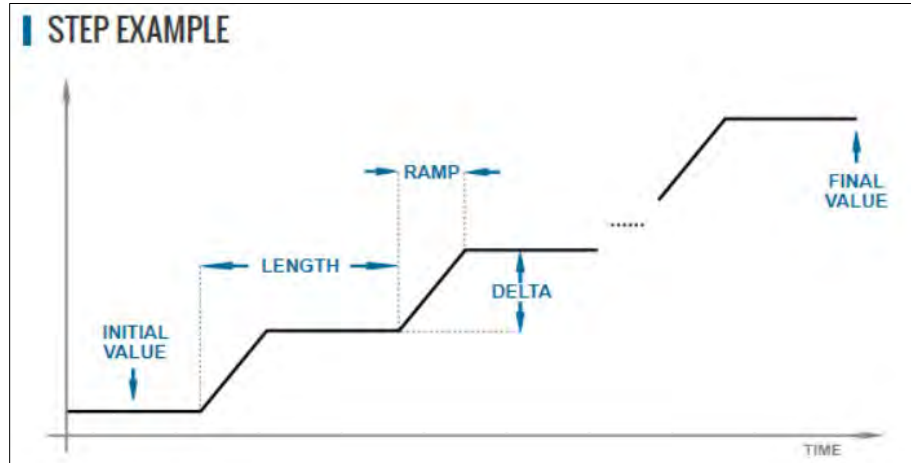 STEP EXAMPLE
RAMP
FINAL
VALUE
......
LENGTH
DELTA
INITIAL
VALUE
TIME